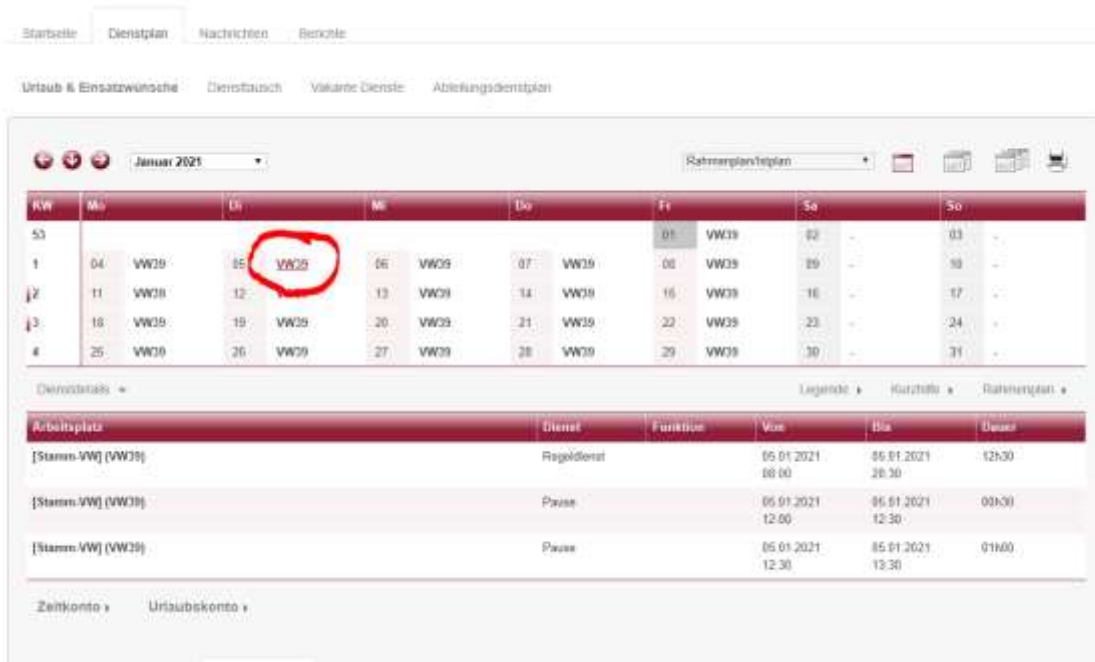 Startseite Dienstplan Nachrichten Berichte
Urlaub & Einsatzwünsche Diensttausch Vakante Dienste Abteilungsdienstplan
Januar 2021 Rahmenplan/Istplan
KW Mo Di Mi Do Fr Sa So
53 01 VW39 02 - 03 -
1 04 VW39 05 VW39 06 VW39 07 VW39 08 VW39 09 - 10 -
2 11 VW39 12 13 VW39 14 VW39 15 VW39 16 - 17 -
3 18 VW39 19 VW39 20 VW39 21 VW39 22 VW39 23 - 24 -
4 25 VW39 26 VW39 27 VW39 28 VW39 29 VW39 30 - 31 -
Dienstdetails Legende Kurzhilfe Rahmenplan
Arbeitsplatz Dienst Funktion Von Bis Dauer
[Stamm-VW] (VW39) Regeldienst 05.01.2021 05.01.2021 12h30
08:00 20:30
[Stamm-VW] (VW39) Pause 05.01.2021 05.01.2021 00h30
12:00 12:30
[Stamm-VW] (VW39) Pause 05.01.2021 05.01.2021 01h00
12:30 13:30
Zeitkonto Urlaubskonto